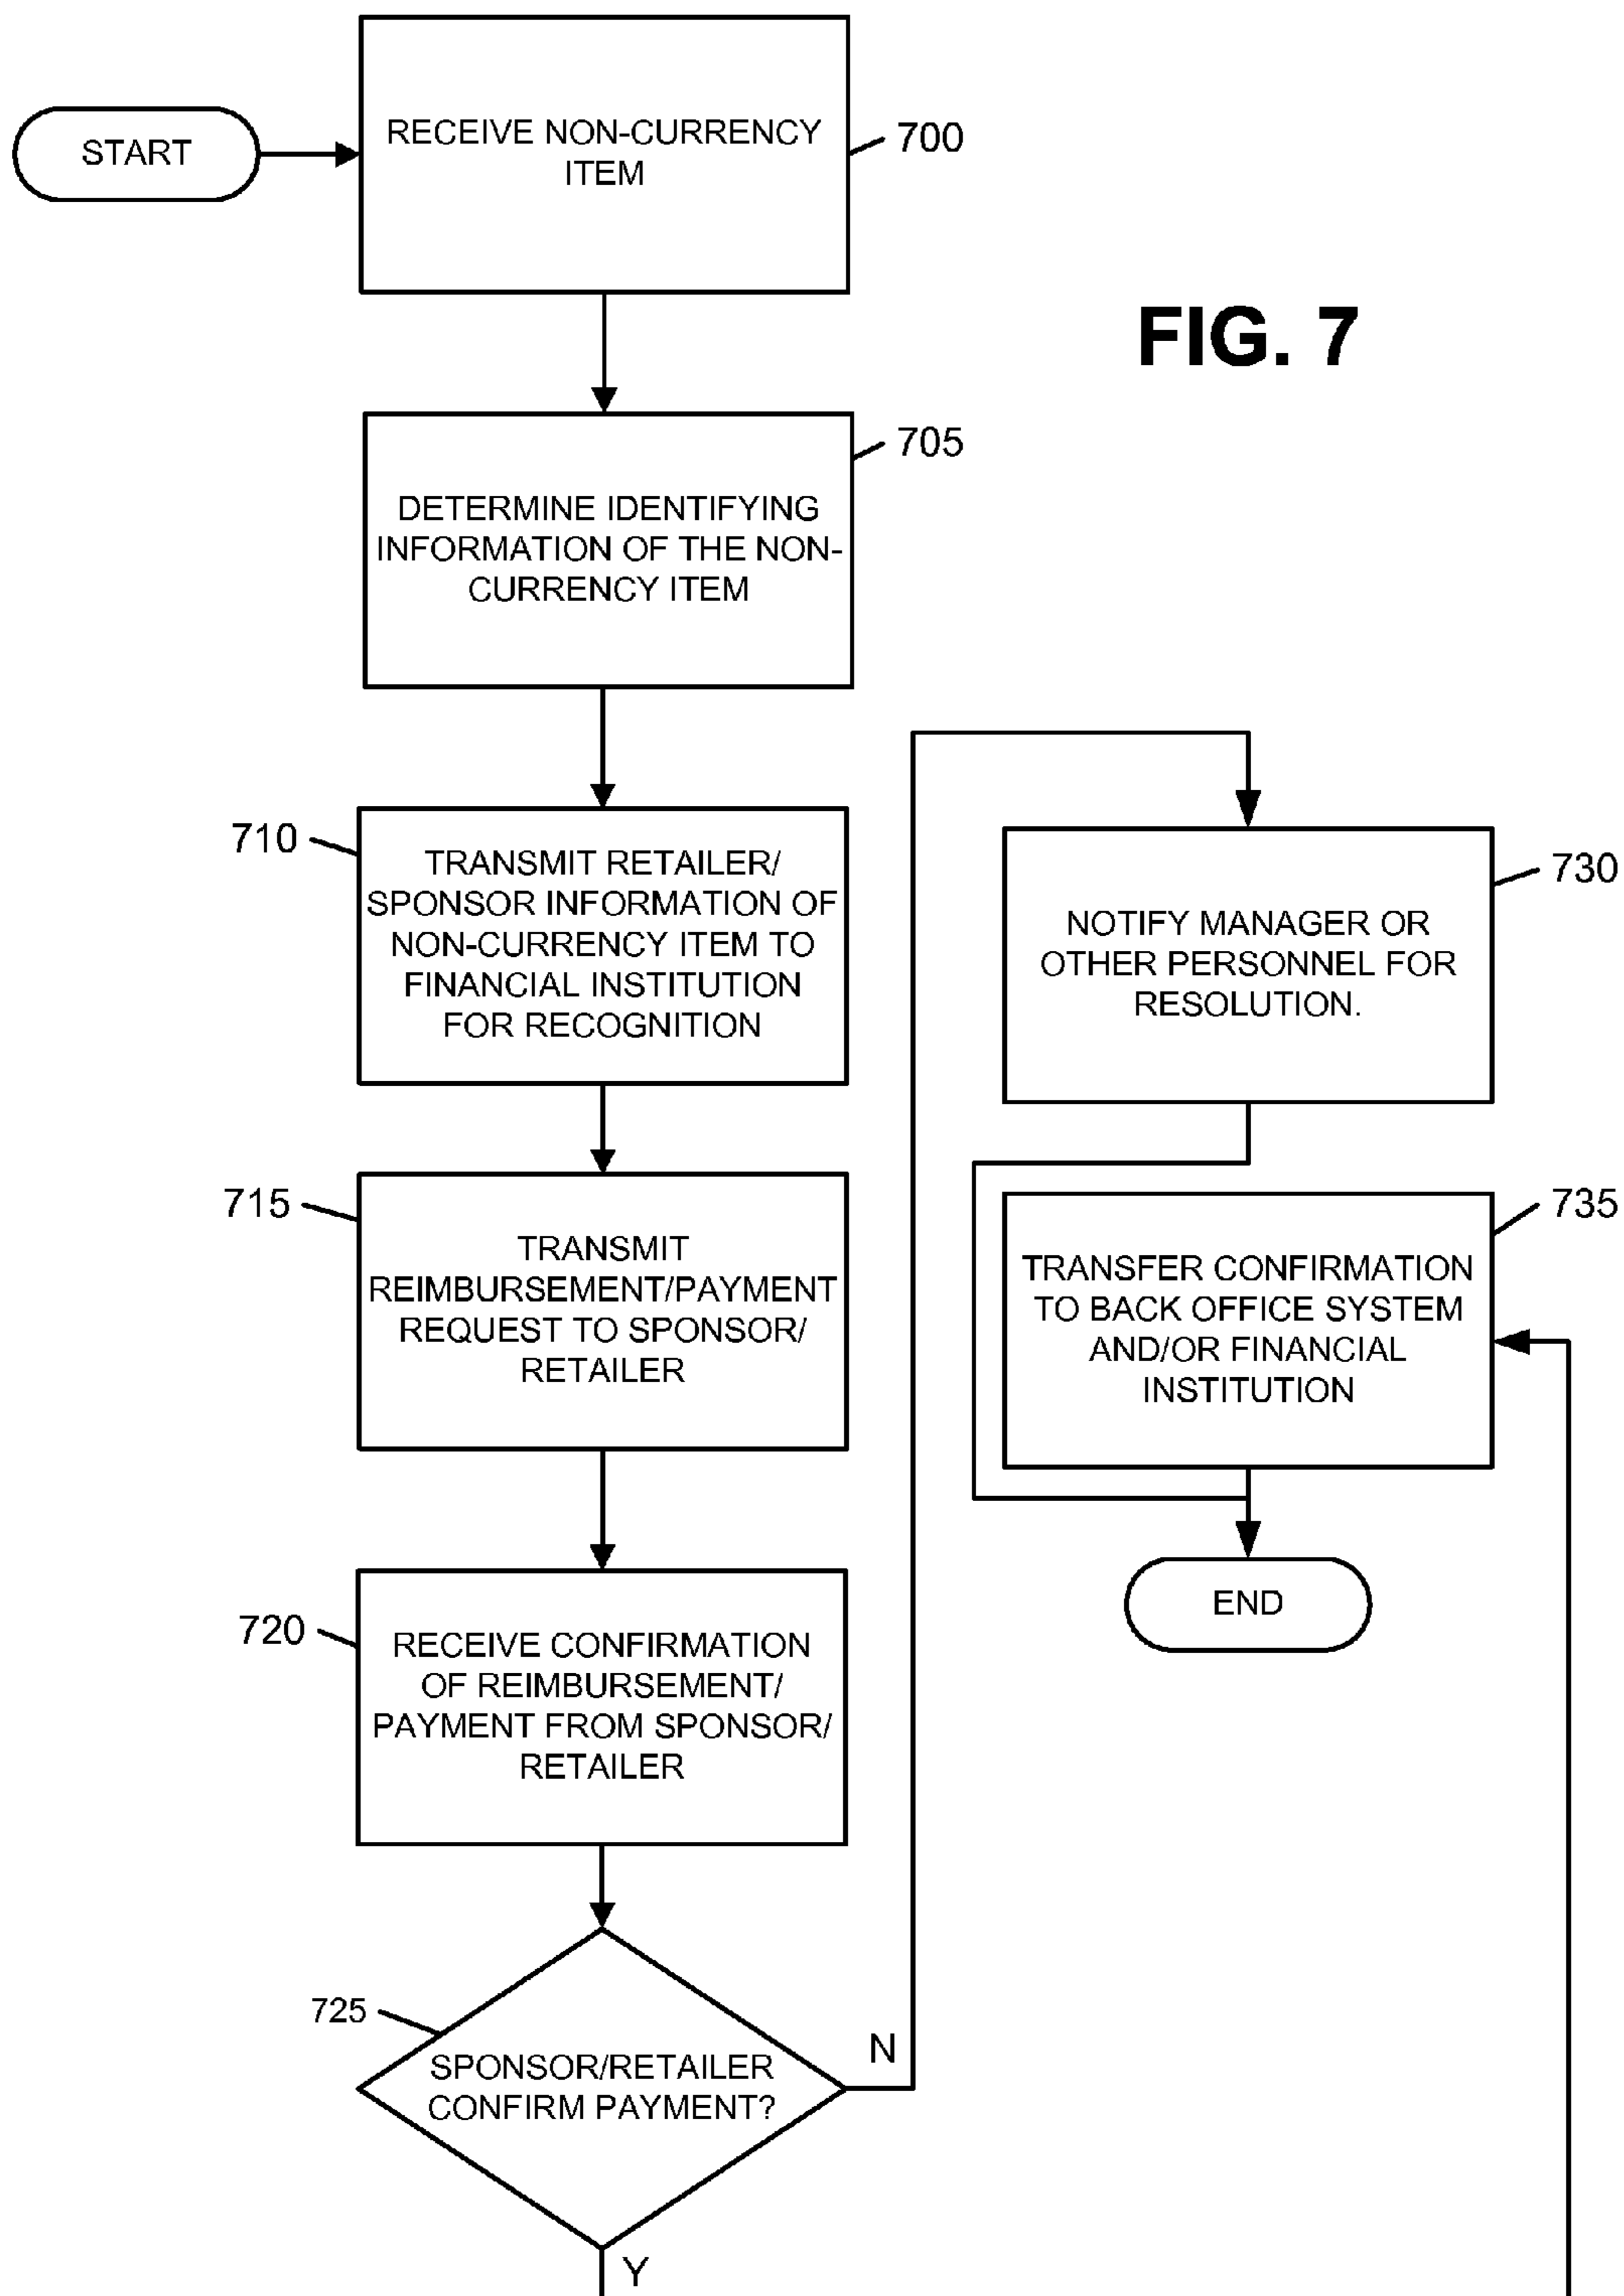 START
RECEIVE NON-CURRENCY
ITEM
700
FIG. 7
705
DETERMINE IDENTIFYING
INFORMATION OF THE NON-
CURRENCY ITEM
710
TRANSMIT RETAILER/
SPONSOR INFORMATION OF
NON-CURRENCY ITEM TO
FINANCIAL INSTITUTION
FOR RECOGNITION
715
TRANSMIT
REIMBURSEMENT/PAYMENT
REQUEST TO SPONSOR/
RETAILER
720
RECEIVE CONFIRMATION
OF REIMBURSEMENT/
PAYMENT FROM SPONSOR/
RETAILER
725
SPONSOR/RETAILER
CONFIRM PAYMENT?
N
Y
730
NOTIFY MANAGER OR
OTHER PERSONNEL FOR
RESOLUTION.
735
TRANSFER CONFIRMATION
TO BACK OFFICE SYSTEM
AND/OR FINANCIAL
INSTITUTION
END